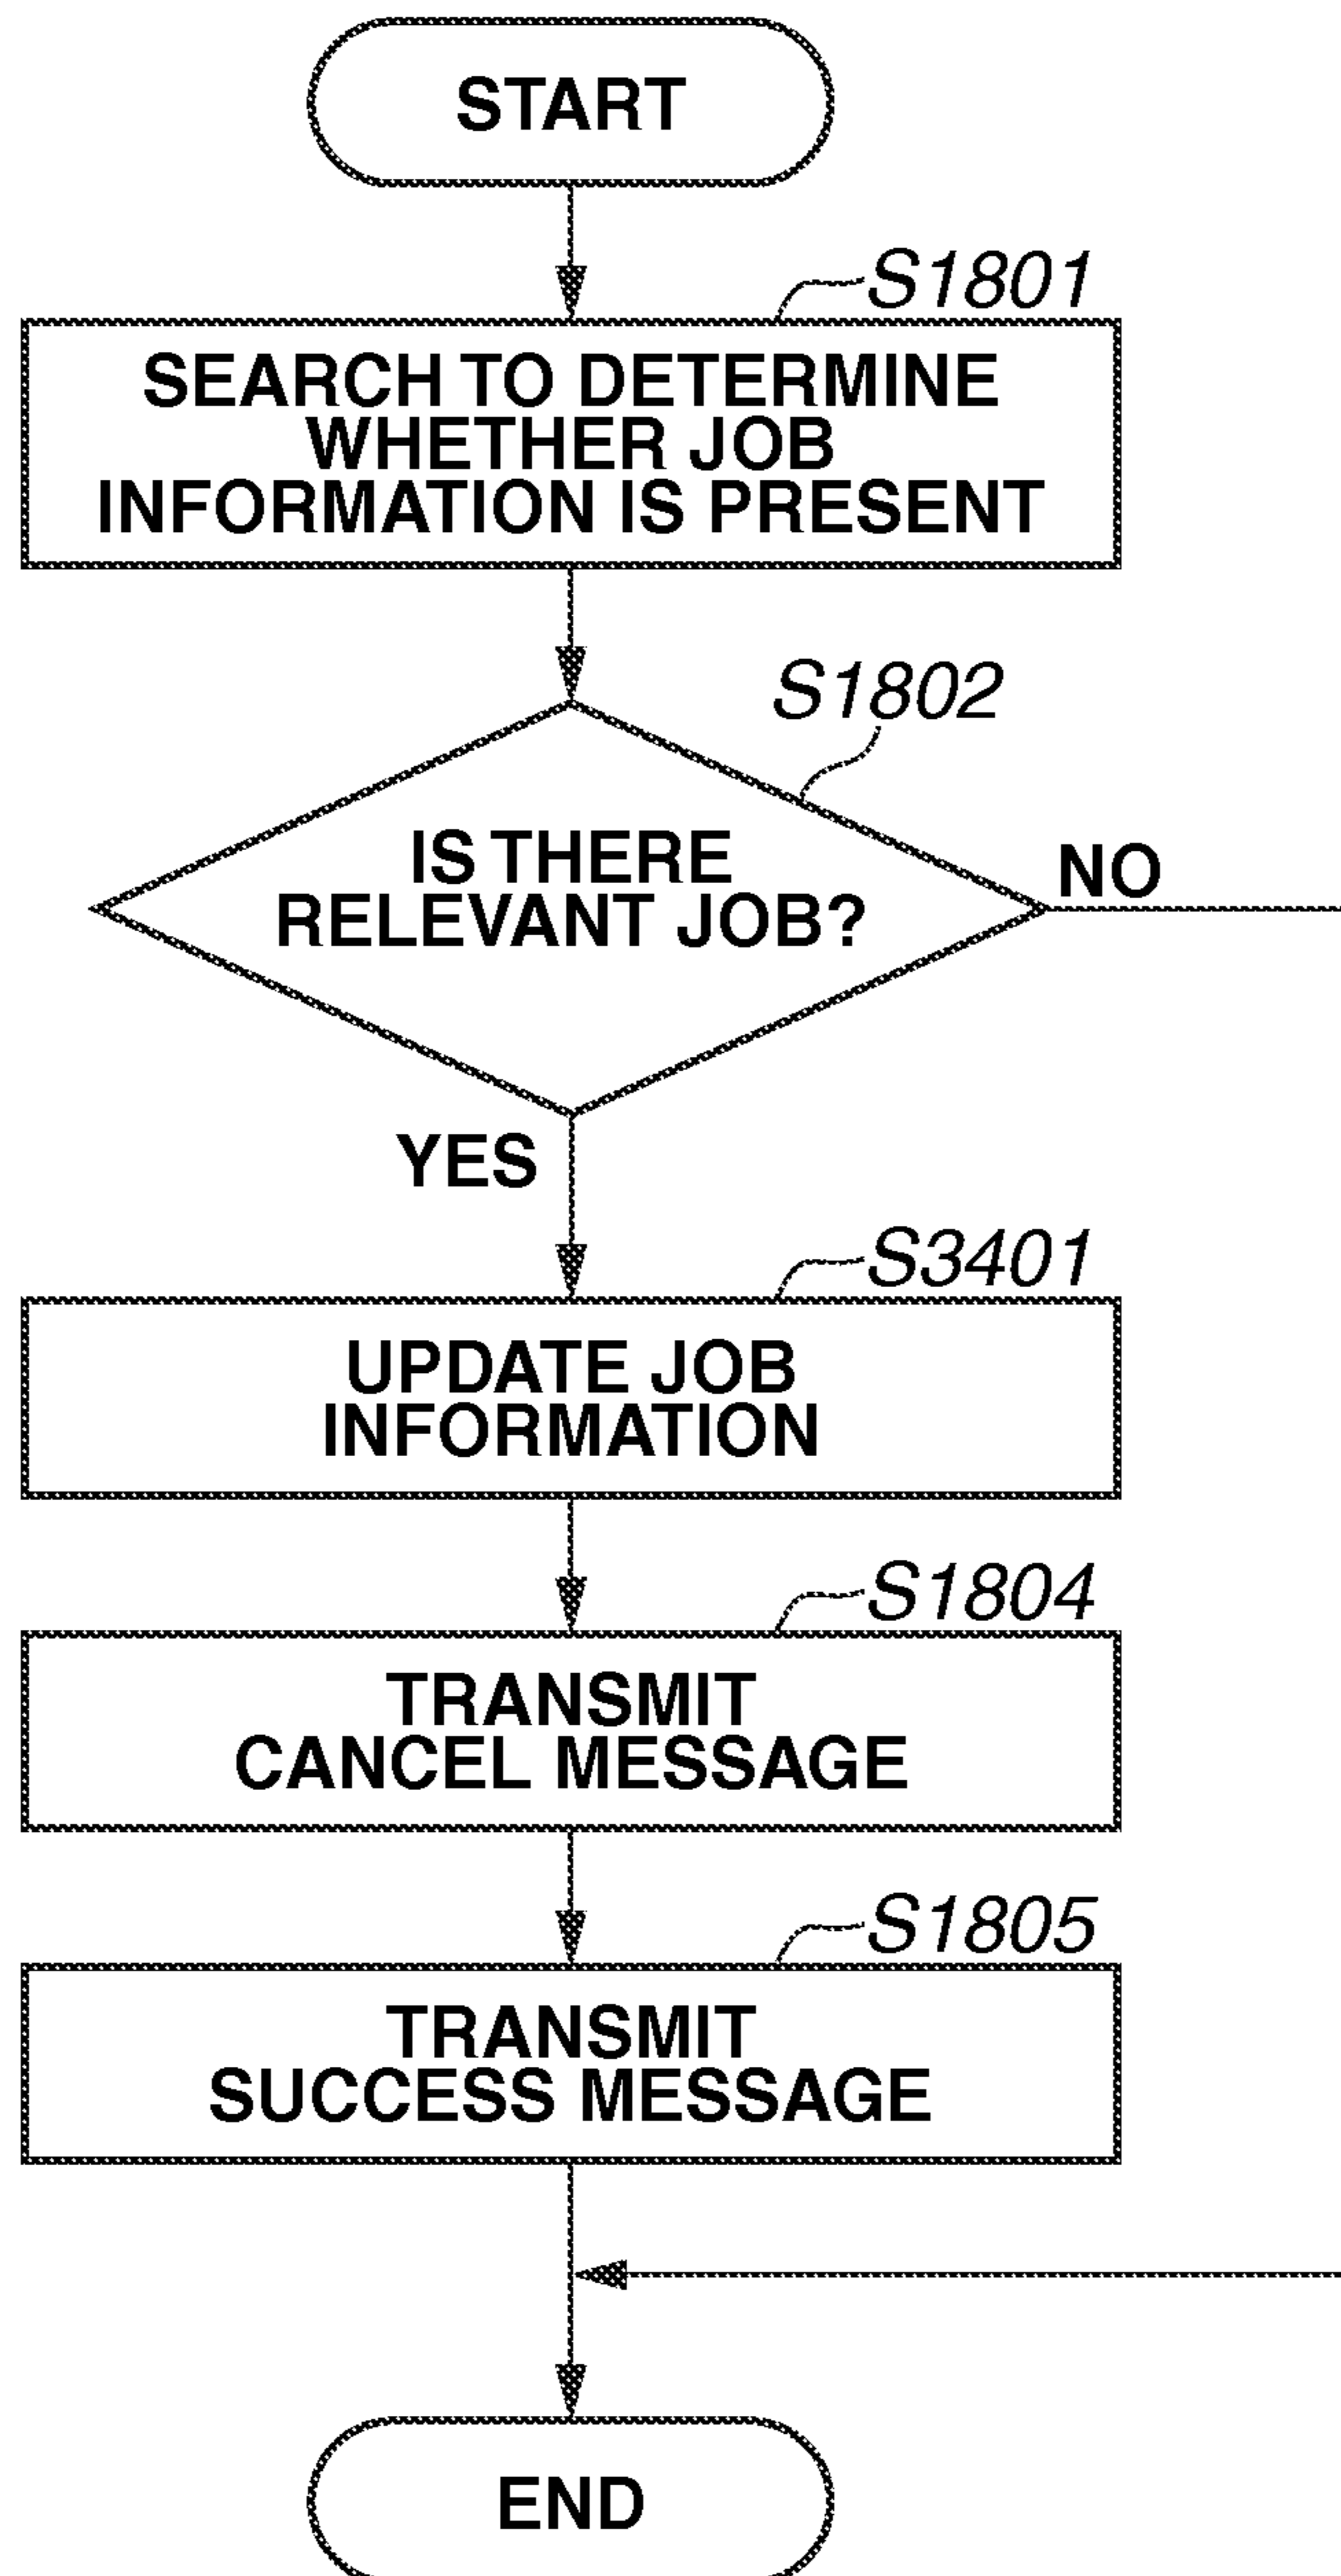 START
S1801
SEARCH TO DETERMINE
WHETHER JOB
INFORMATION IS PRESENT
S1802
IS THERE
RELEVANT JOB?
NO
YES
S3401
UPDATE JOB
INFORMATION
S1804
TRANSMIT
CANCEL MESSAGE
S1805
TRANSMIT
SUCCESS MESSAGE
END